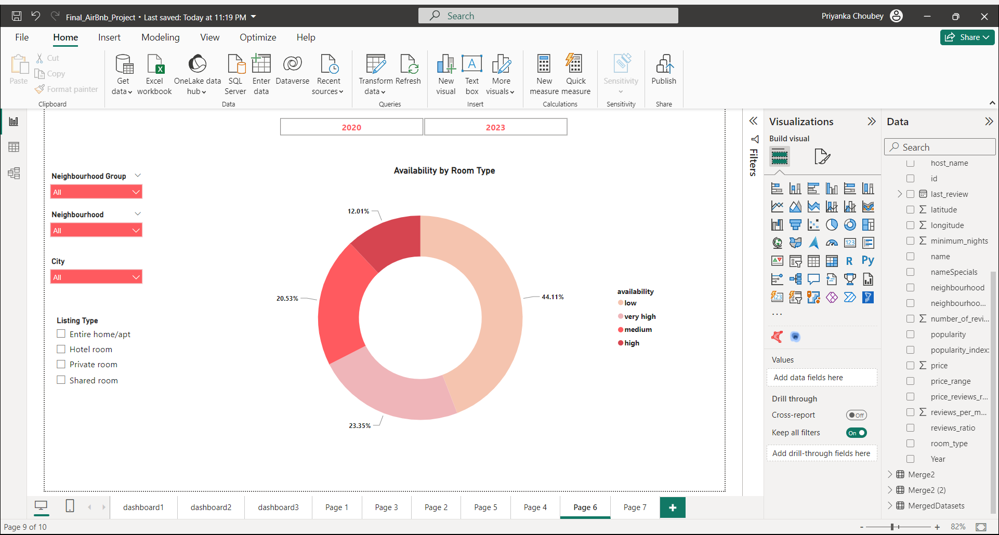 Final_AirBnb_Project • Last saved: Today at 11:19 PM
Search
Priyanka Choubey
File Home Insert Modeling View Optimize Help
Share
Paste
Cut
Copy
Format painter
Clipboard
Get data
Excel workbook
OneLake data hub
SQL Server
Enter data
Dataverse
Recent sources
Data
Transform data
Refresh
Queries
New visual
Text box
More visuals
Insert
New measure
Quick measure
Calculations
Sensitivity
Sensitivity
Publish
Share
2020
2023
Neighbourhood Group
All
Neighbourhood
All
City
All
Listing Type
Entire home/apt
Hotel room
Private room
Shared room
Availability by Room Type
12.01%
20.53%
44.11%
23.35%
availability
low
very high
medium
high
Filters
Visualizations
Build visual
123
R
Py
123
...
Values
Add data fields here
Drill through
Cross-report
Off
Keep all filters
On
Add drill-through fields here
Data
Search
host_name
id
last_review
latitude
longitude
minimum_nights
name
nameSpecials
neighbourhood
neighbourhoo...
number_of_revi...
popularity
popularity_index:
price
price_range
price_reviews_r...
reviews_per_m...
reviews_ratio
room_type
Year
Merge2
Merge2 (2)
MergedDatasets
dashboard1
dashboard2
dashboard3
Page 1
Page 3
Page 2
Page 5
Page 4
Page 6
Page 7
+
Page 9 of 10
- + 82%